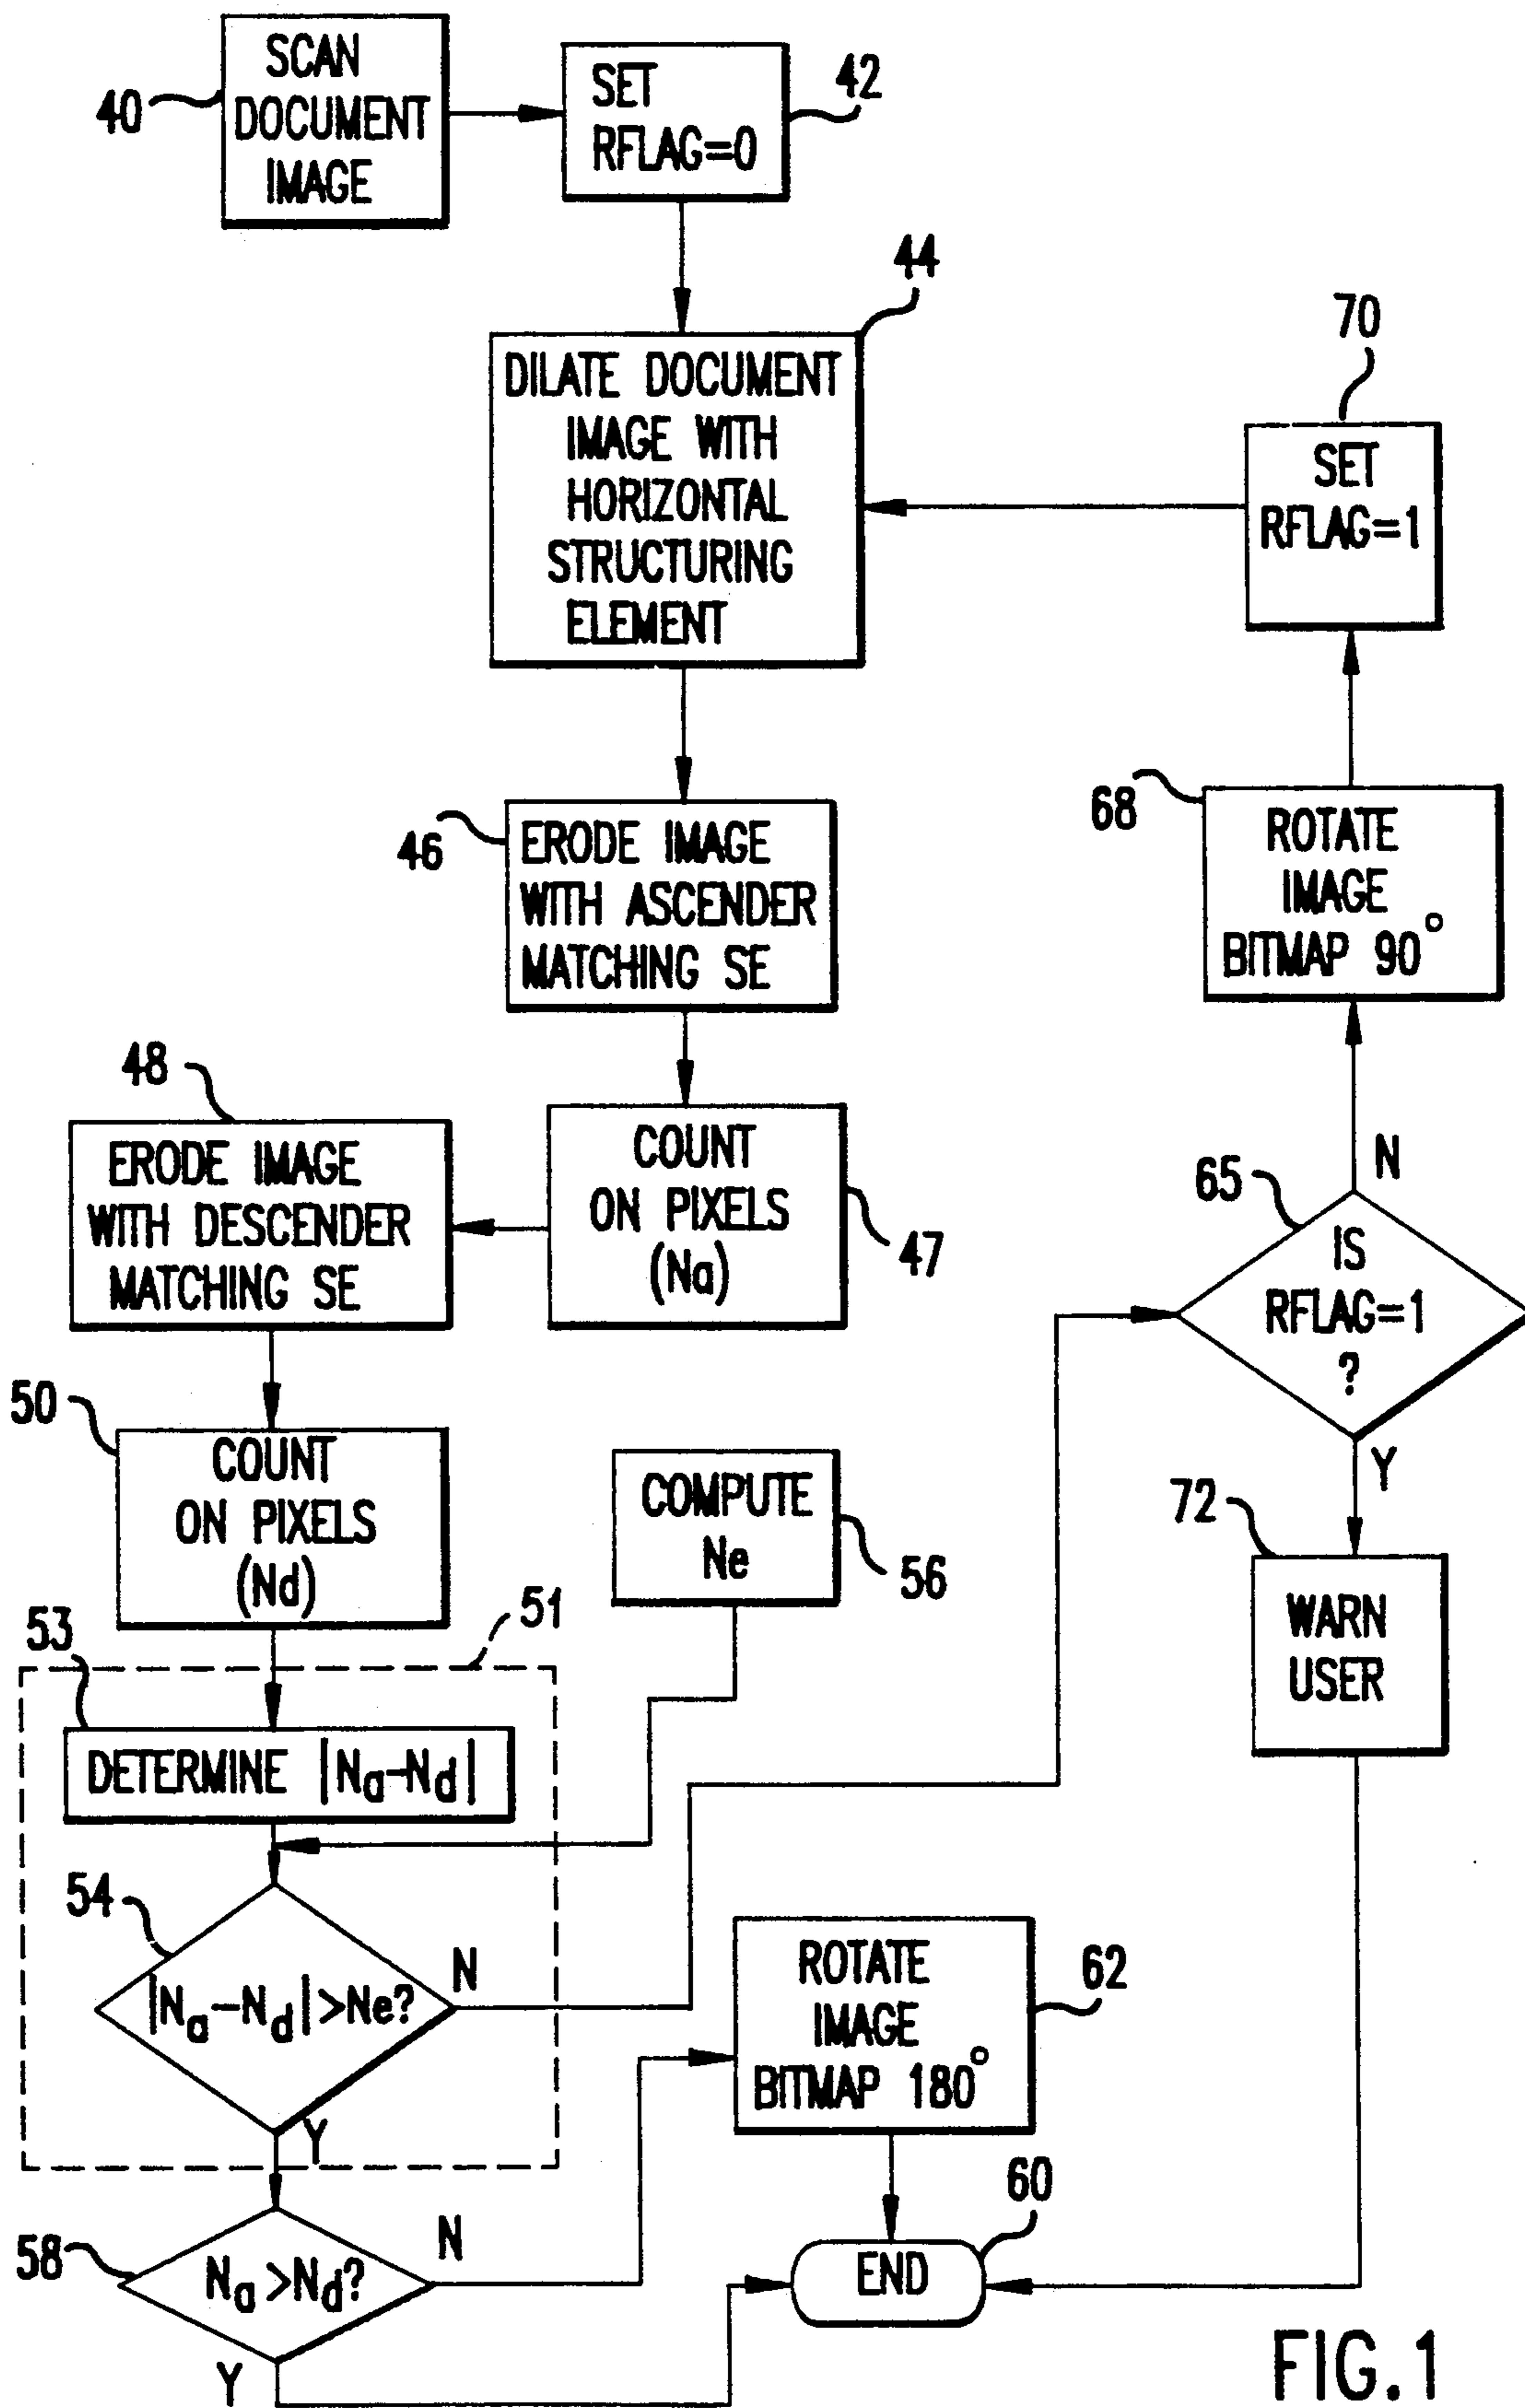 SCAN
DOCUMENT
IMAGE
40
SET
RFLAG=0
42
44
DILATE DOCUMENT
IMAGE WITH
HORIZONTAL
STRUCTURING
ELEMENT
70
SET
RFLAG=1
46
ERODE IMAGE
WITH ASCENDER
MATCHING SE
68
ROTATE
IMAGE
BITMAP 90°
48
ERODE IMAGE
WITH DESCENDER
MATCHING SE
COUNT
ON PIXELS
(Na)
47
N
65
IS
RFLAG=1
?
Y
50
COUNT
ON PIXELS
(Nd)
COMPUTE
Ne
56
72
WARN
USER
51
53
DETERMINE |Na-Nd|
54
|Na-Nd|>Ne?
N
Y
ROTATE
IMAGE
BITMAP 180°
62
58
Na>Nd?
N
Y
60
END
FIG.1